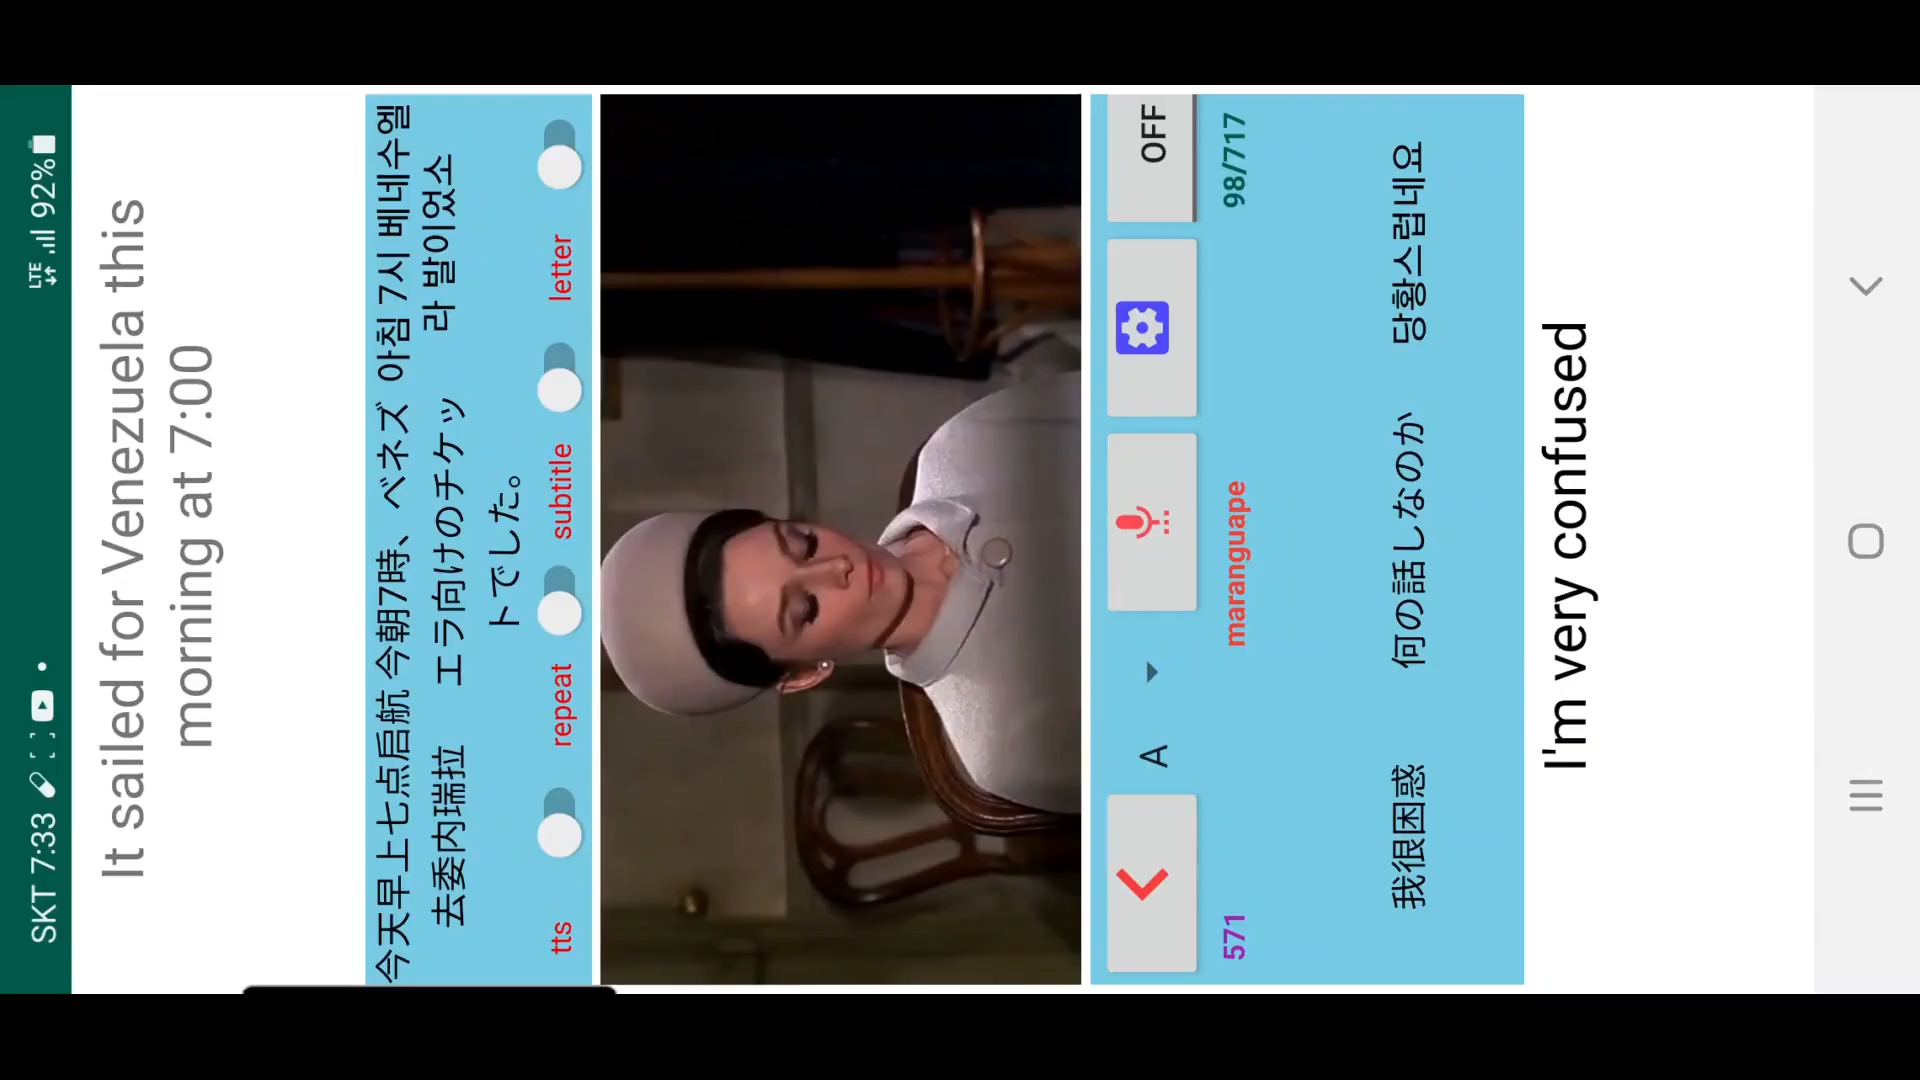 SKT 7:33
LTE 92%
It sailed for Venezuela this
morning at 7:00
今天早上七点启航
去委内瑞拉
今朝7時、ベネズ
エラ向けのチケッ
トでした。
아침 7시 베네수엘
라 발이었소
tts
repeat
subtitle
letter
A
OFF
571
maranguape
98/717
我很困惑
何の話しなのか
당황스럽네요
I'm very confused